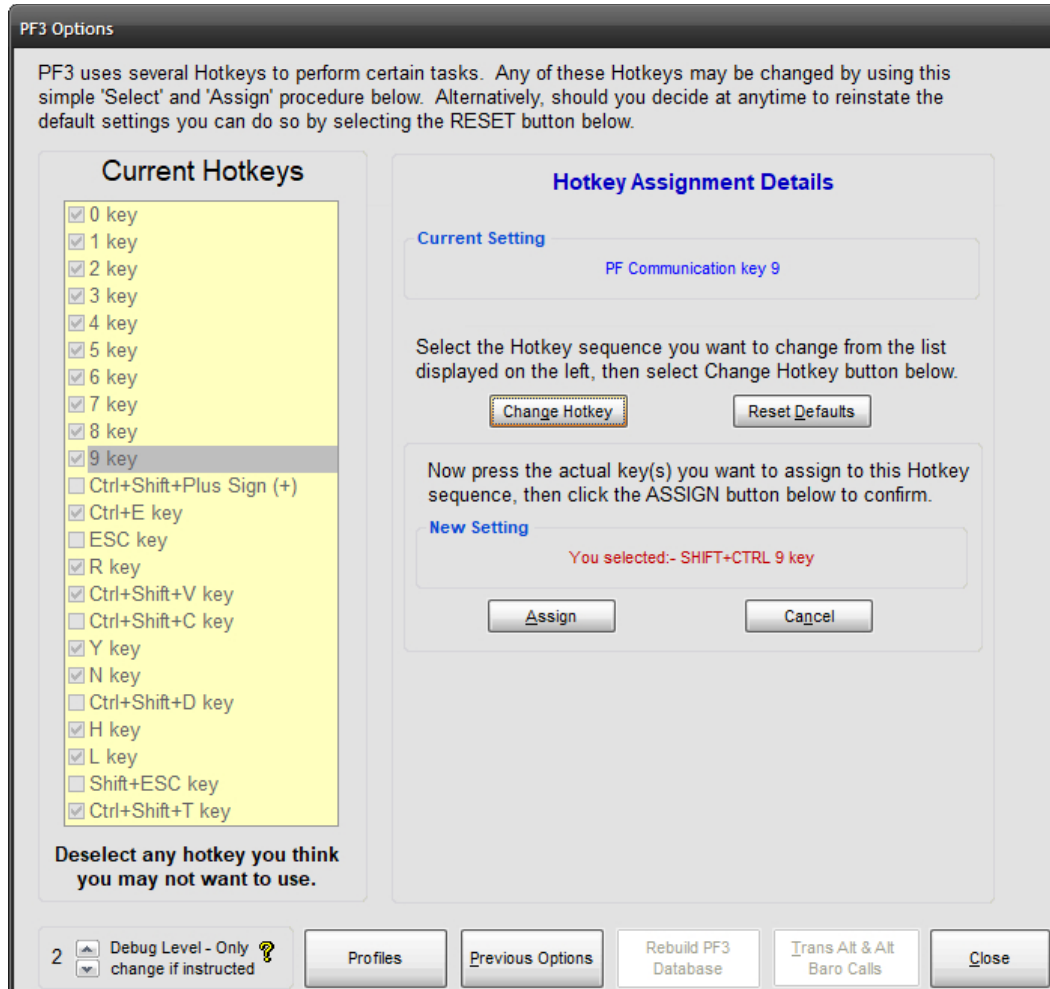 PF3 Options
PF3 uses several Hotkeys to perform certain tasks. Any of these Hotkeys may be changed by using this
simple 'Select' and 'Assign' procedure below. Alternatively, should you decide at anytime to reinstate the
default settings you can do so by selecting the RESET button below.
Current Hotkeys
0 key
1 key
2 key
3 key
4 key
5 key
6 key
7 key
8 key
9 key
Ctrl+Shift+Plus Sign (+)
Ctrl+E key
ESC key
R key
Ctrl+Shift+V key
Ctrl+Shift+C key
Y key
N key
Ctrl+Shift+D key
H key
L key
Shift+ESC key
Ctrl+Shift+T key
Deselect any hotkey you think
you may not want to use.
Hotkey Assignment Details
Current Setting
PF Communication key 9
Select the Hotkey sequence you want to change from the list
displayed on the left, then select Change Hotkey button below.
Change Hotkey
Reset Defaults
Now press the actual key(s) you want to assign to this Hotkey
sequence, then click the ASSIGN button below to confirm.
New Setting
You selected:- SHIFT+CTRL 9 key
Assign
Cancel
2
Debug Level - Only
change if instructed
?
Profiles
Previous Options
Rebuild PF3
Database
Trans Alt & Alt
Baro Calls
Close